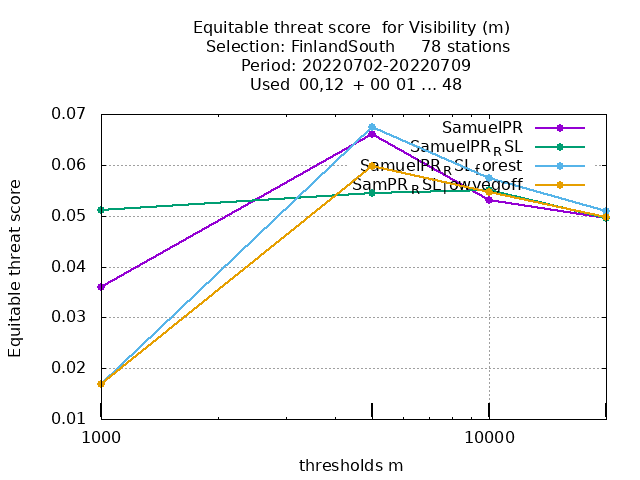 Equitable threat score for Visibility (m)
Selection: FinlandSouth 78 stations
Period: 20220702-20220709
Used 00,12 + 00 01 ... 48
0.07
0.06
0.05
0.04
0.03
0.02
0.01
Equitable threat score
SamuelPR
SamuelPR_RSL
SamuelPR_RSL_forest
SamPR_RSL_lowvegoff
1000
10000
thresholds m